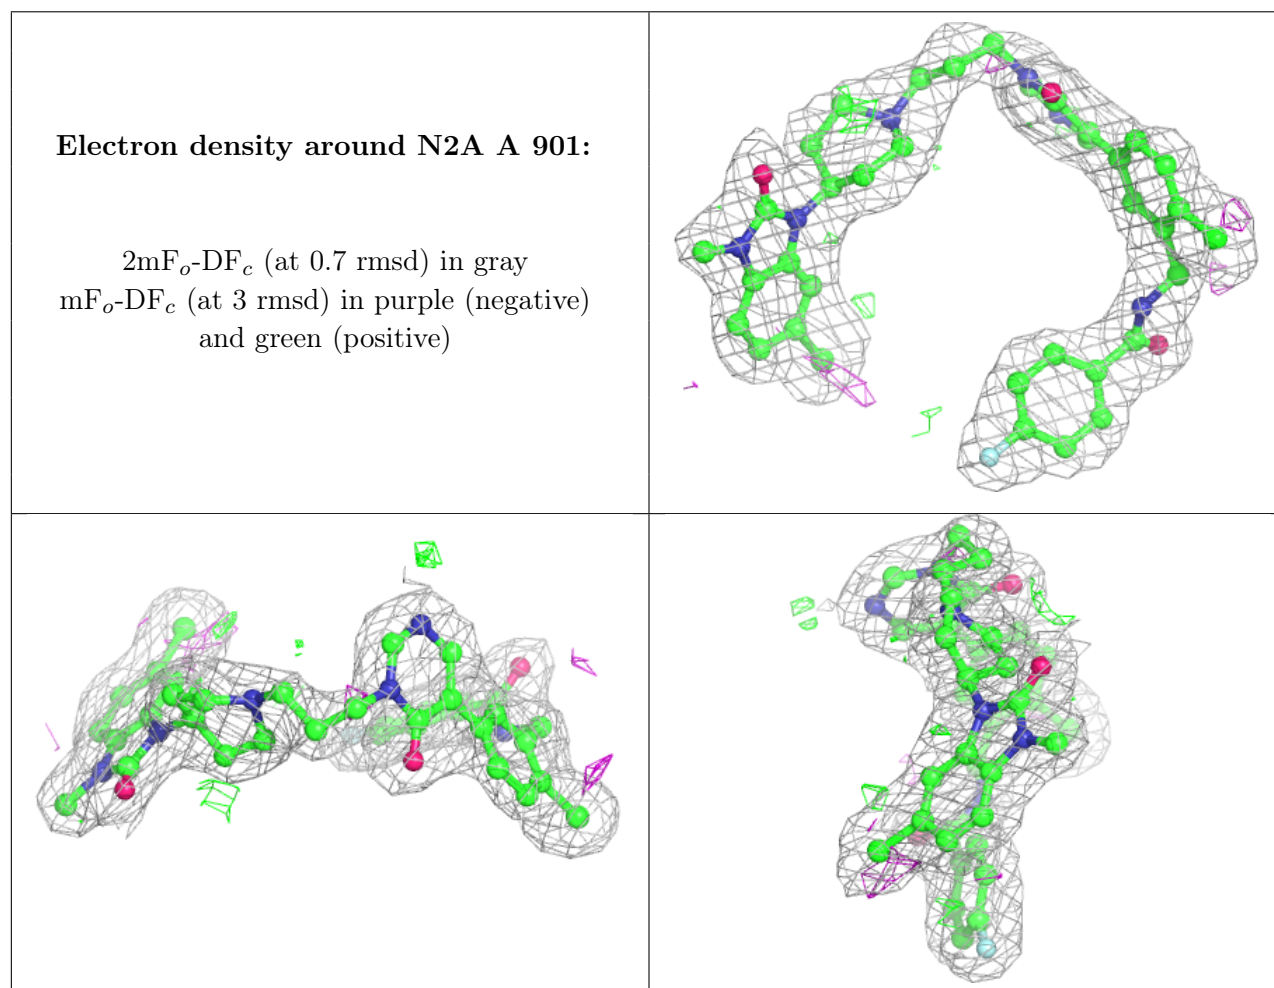 Electron density around N2A A 901:
2mFₒ-DF𝒸 (at 0.7 rmsd) in gray
mFₒ-DF𝒸 (at 3 rmsd) in purple (negative)
and green (positive)